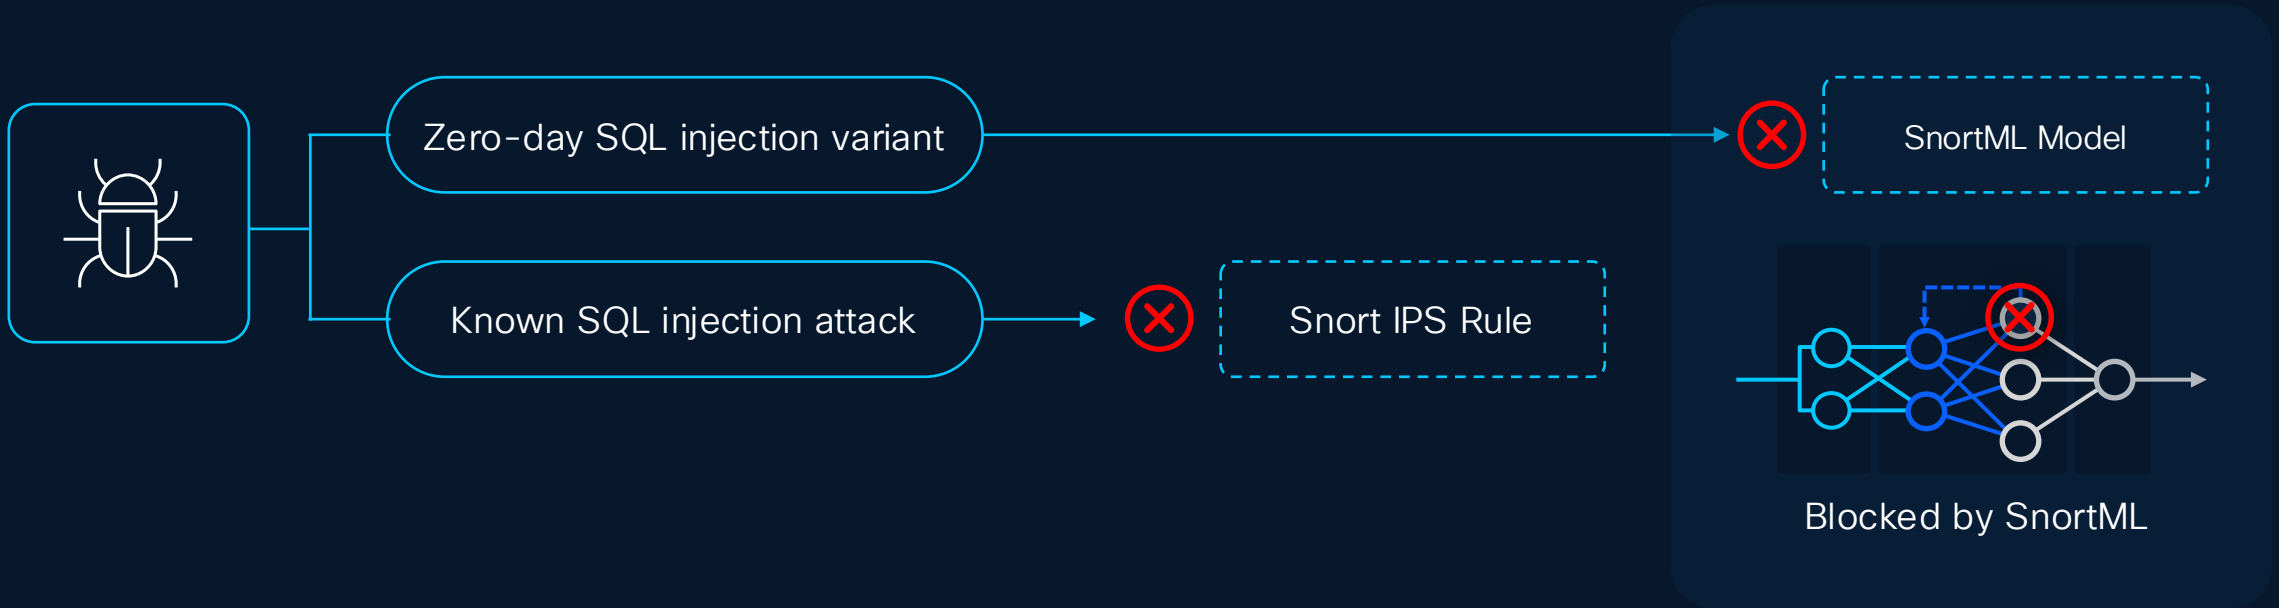 Zero-day SQL injection variant
SnortML Model
Known SQL injection attack
Snort IPS Rule
Blocked by SnortML